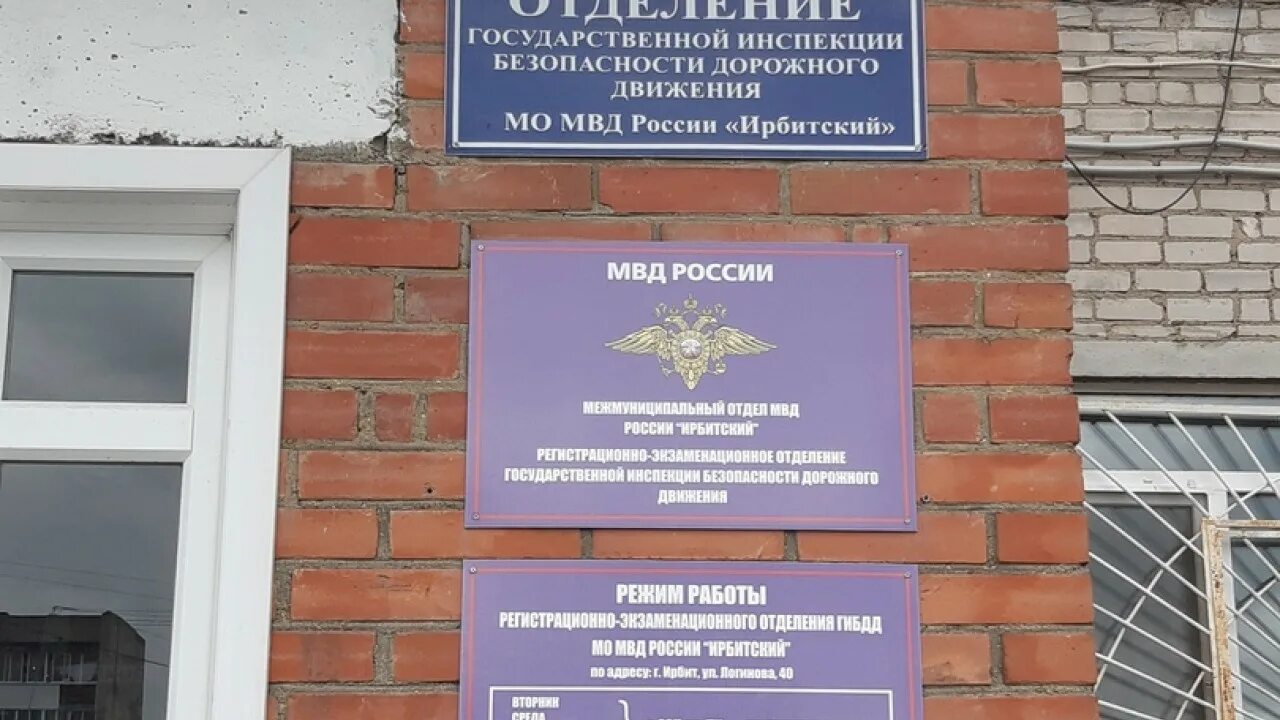 ОТДЕЛЕНИЕ
ГОСУДАРСТВЕННОЙ ИНСПЕКЦИИ
БЕЗОПАСНОСТИ ДОРОЖНОГО
ДВИЖЕНИЯ
МО МВД России «Ирбитский»
МВД РОССИИ
МЕЖМУНИЦИПАЛЬНЫЙ ОТДЕЛ МВД
РОССИИ "ИРБИТСКИЙ"
РЕГИСТРАЦИОННО-ЭКЗАМЕНАЦИОННОЕ ОТДЕЛЕНИЕ
ГОСУДАРСТВЕННОЙ ИНСПЕКЦИИ БЕЗОПАСНОСТИ ДОРОЖНОГО
ДВИЖЕНИЯ
РЕЖИМ РАБОТЫ
РЕГИСТРАЦИОННО-ЭКЗАМЕНАЦИОННОГО ОТДЕЛЕНИЯ ГИБДД
МО МВД РОССИИ "ИРБИТСКИЙ"
по адресу: г. Ирбит, ул. Логинова, 40
ВТОРНИК
СРЕДА